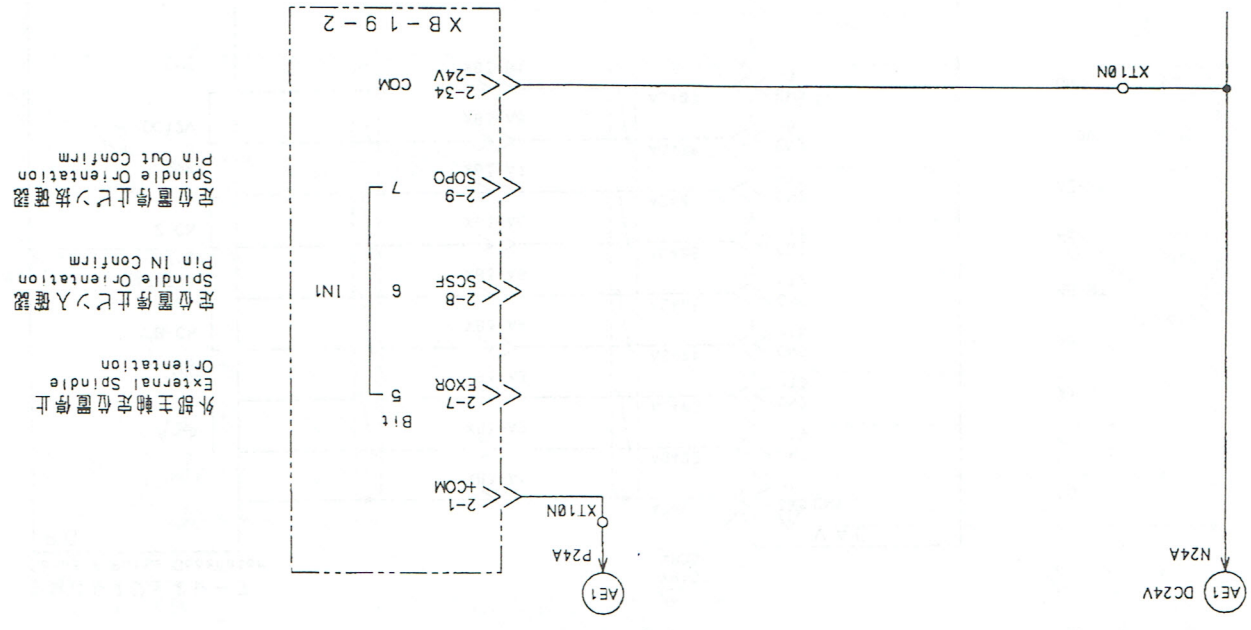 AE1 DC24V
N24A
AE1
P24A
XT10N
2-1
+COM
Bit
2-7
EXOR
5
外部主軸定位置停止
External Spindle
Orientation
2-8
SCSF
6
IN1
定位置停止ピン入確認
Spindle Orientation
Pin IN Confirm
2-9
SOPO
7
定位置停止ピン抜確認
Spindle Orientation
Pin Out Confirm
XT10N
2-34
-24V
COM
XB-19-2